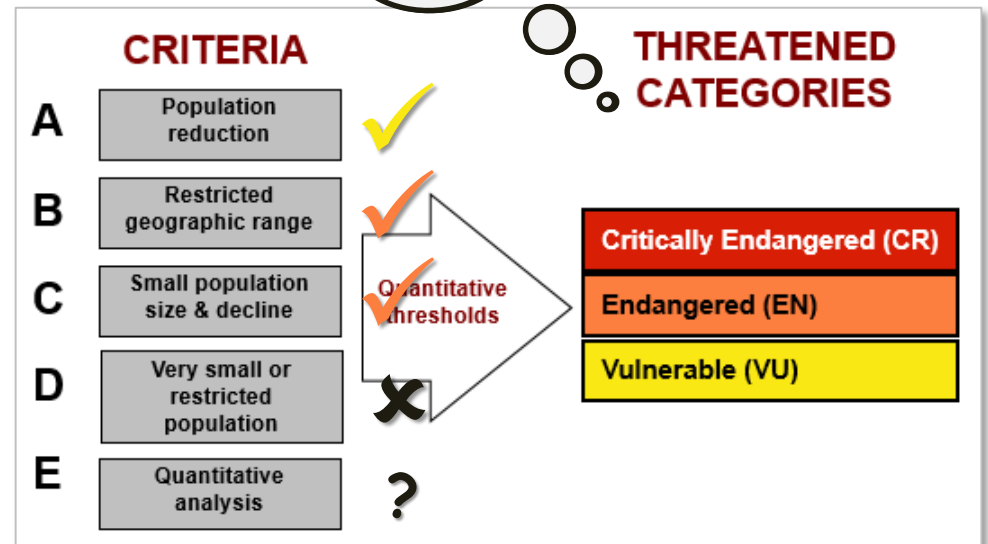 CRITERIA
THREATENED
CATEGORIES
A
Population
reduction
B
Restricted
geographic range
C
Small population
size & decline
D
Very small or
restricted
population
E
Quantitative
analysis
?
Quantitative
thresholds
Critically Endangered (CR)
Endangered (EN)
Vulnerable (VU)